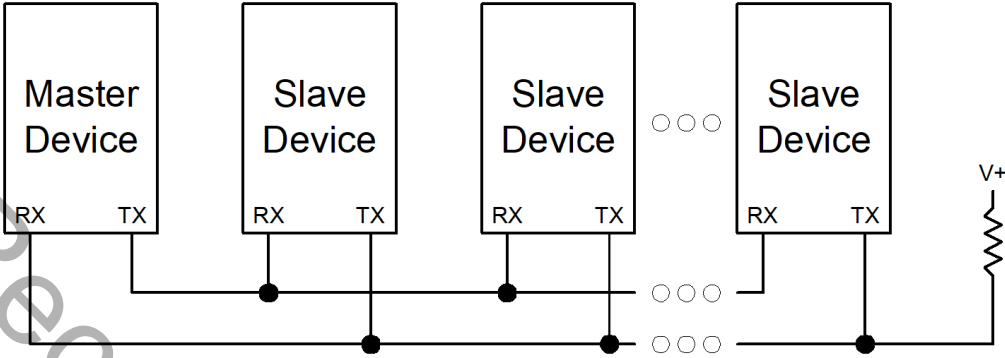 Master
Device
Slave
Device
Slave
Device
Slave
Device
RX TX
RX TX
RX TX
RX TX
V+